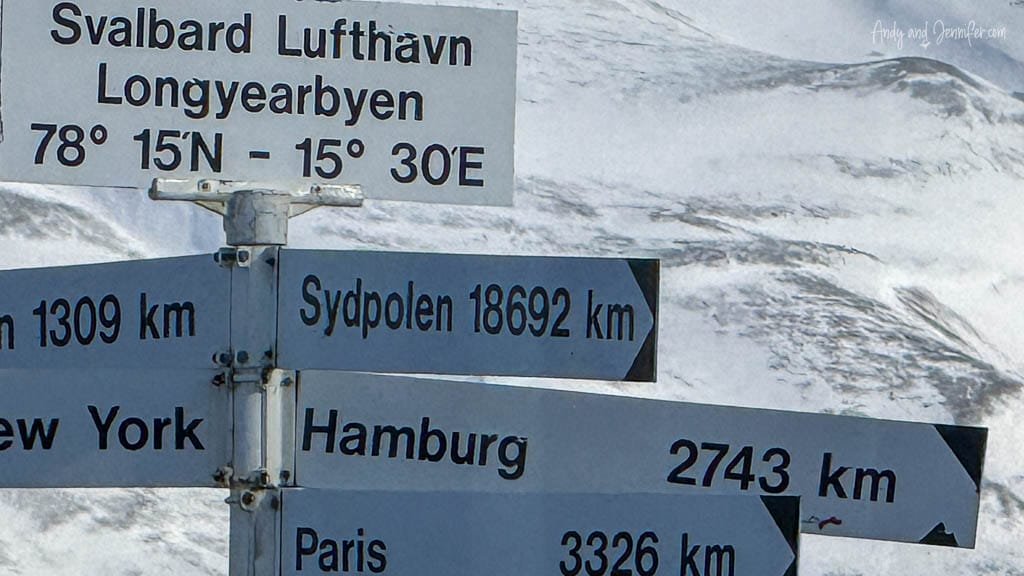 Andy and Jennifer.com
Svalbard Lufthavn
Longyearbyen
78° 15'N - 15° 30'E
1309 km
Sydpolen 18692 km
York
Hamburg 2743 km
Paris 3326 km